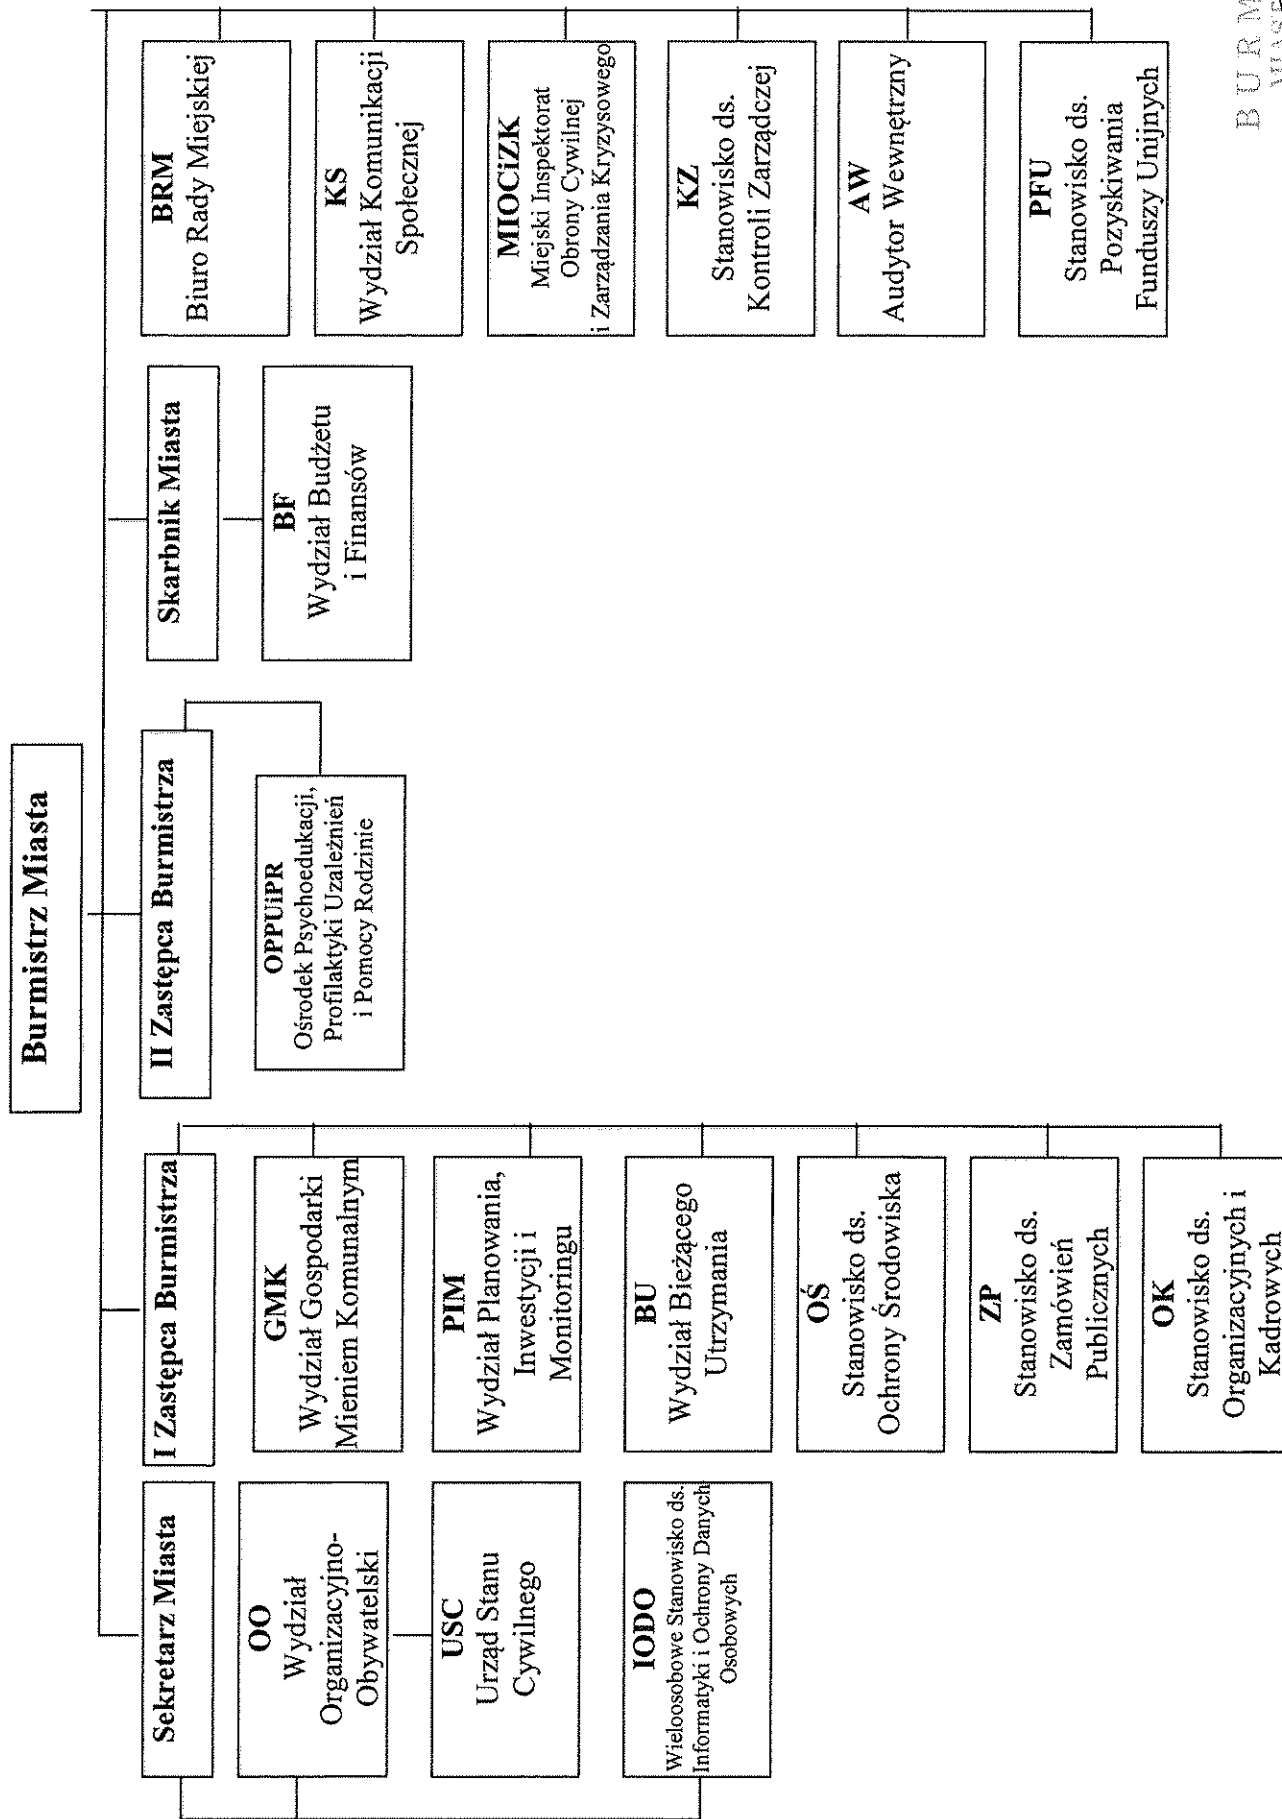 Burmistrz Miasta
Sekretarz Miasta
OO
Wydział
Organizacyjno-
Obywatelski
USC
Urząd Stanu
Cywilnego
IODO
Wieloosobowe Stanowisko ds.
Informatyki i Ochrony Danych
Osobowych
I Zastępca Burmistrza
GMK
Wydział Gospodarki
Mieniem Komunalnym
PIM
Wydział Planowania,
Inwestycji i
Monitoringu
BU
Wydział Bieżącego
Utrzymania
OŚ
Stanowisko ds.
Ochrony Środowiska
ZP
Stanowisko ds.
Zamówień
Publicznych
OK
Stanowisko ds.
Organizacyjnych i
Kadrowych
II Zastępca Burmistrza
OPPUiPR
Ośrodek Psychoedukacji,
Profilaktyki Uzależnień
i Pomocy Rodzinie
Skarbnik Miasta
BF
Wydział Budżetu
i Finansów
BRM
Biuro Rady Miejskiej
KS
Wydział Komunikacji
Społecznej
MIOCiZK
Miejski Inspektorat
Obrony Cywilnej
i Zarządzania Kryzysowego
KZ
Stanowisko ds.
Kontroli Zarządczej
AW
Audytor Wewnętrzny
PFU
Stanowisko ds.
Pozyskiwania
Funduszy Unijnych
B U R M